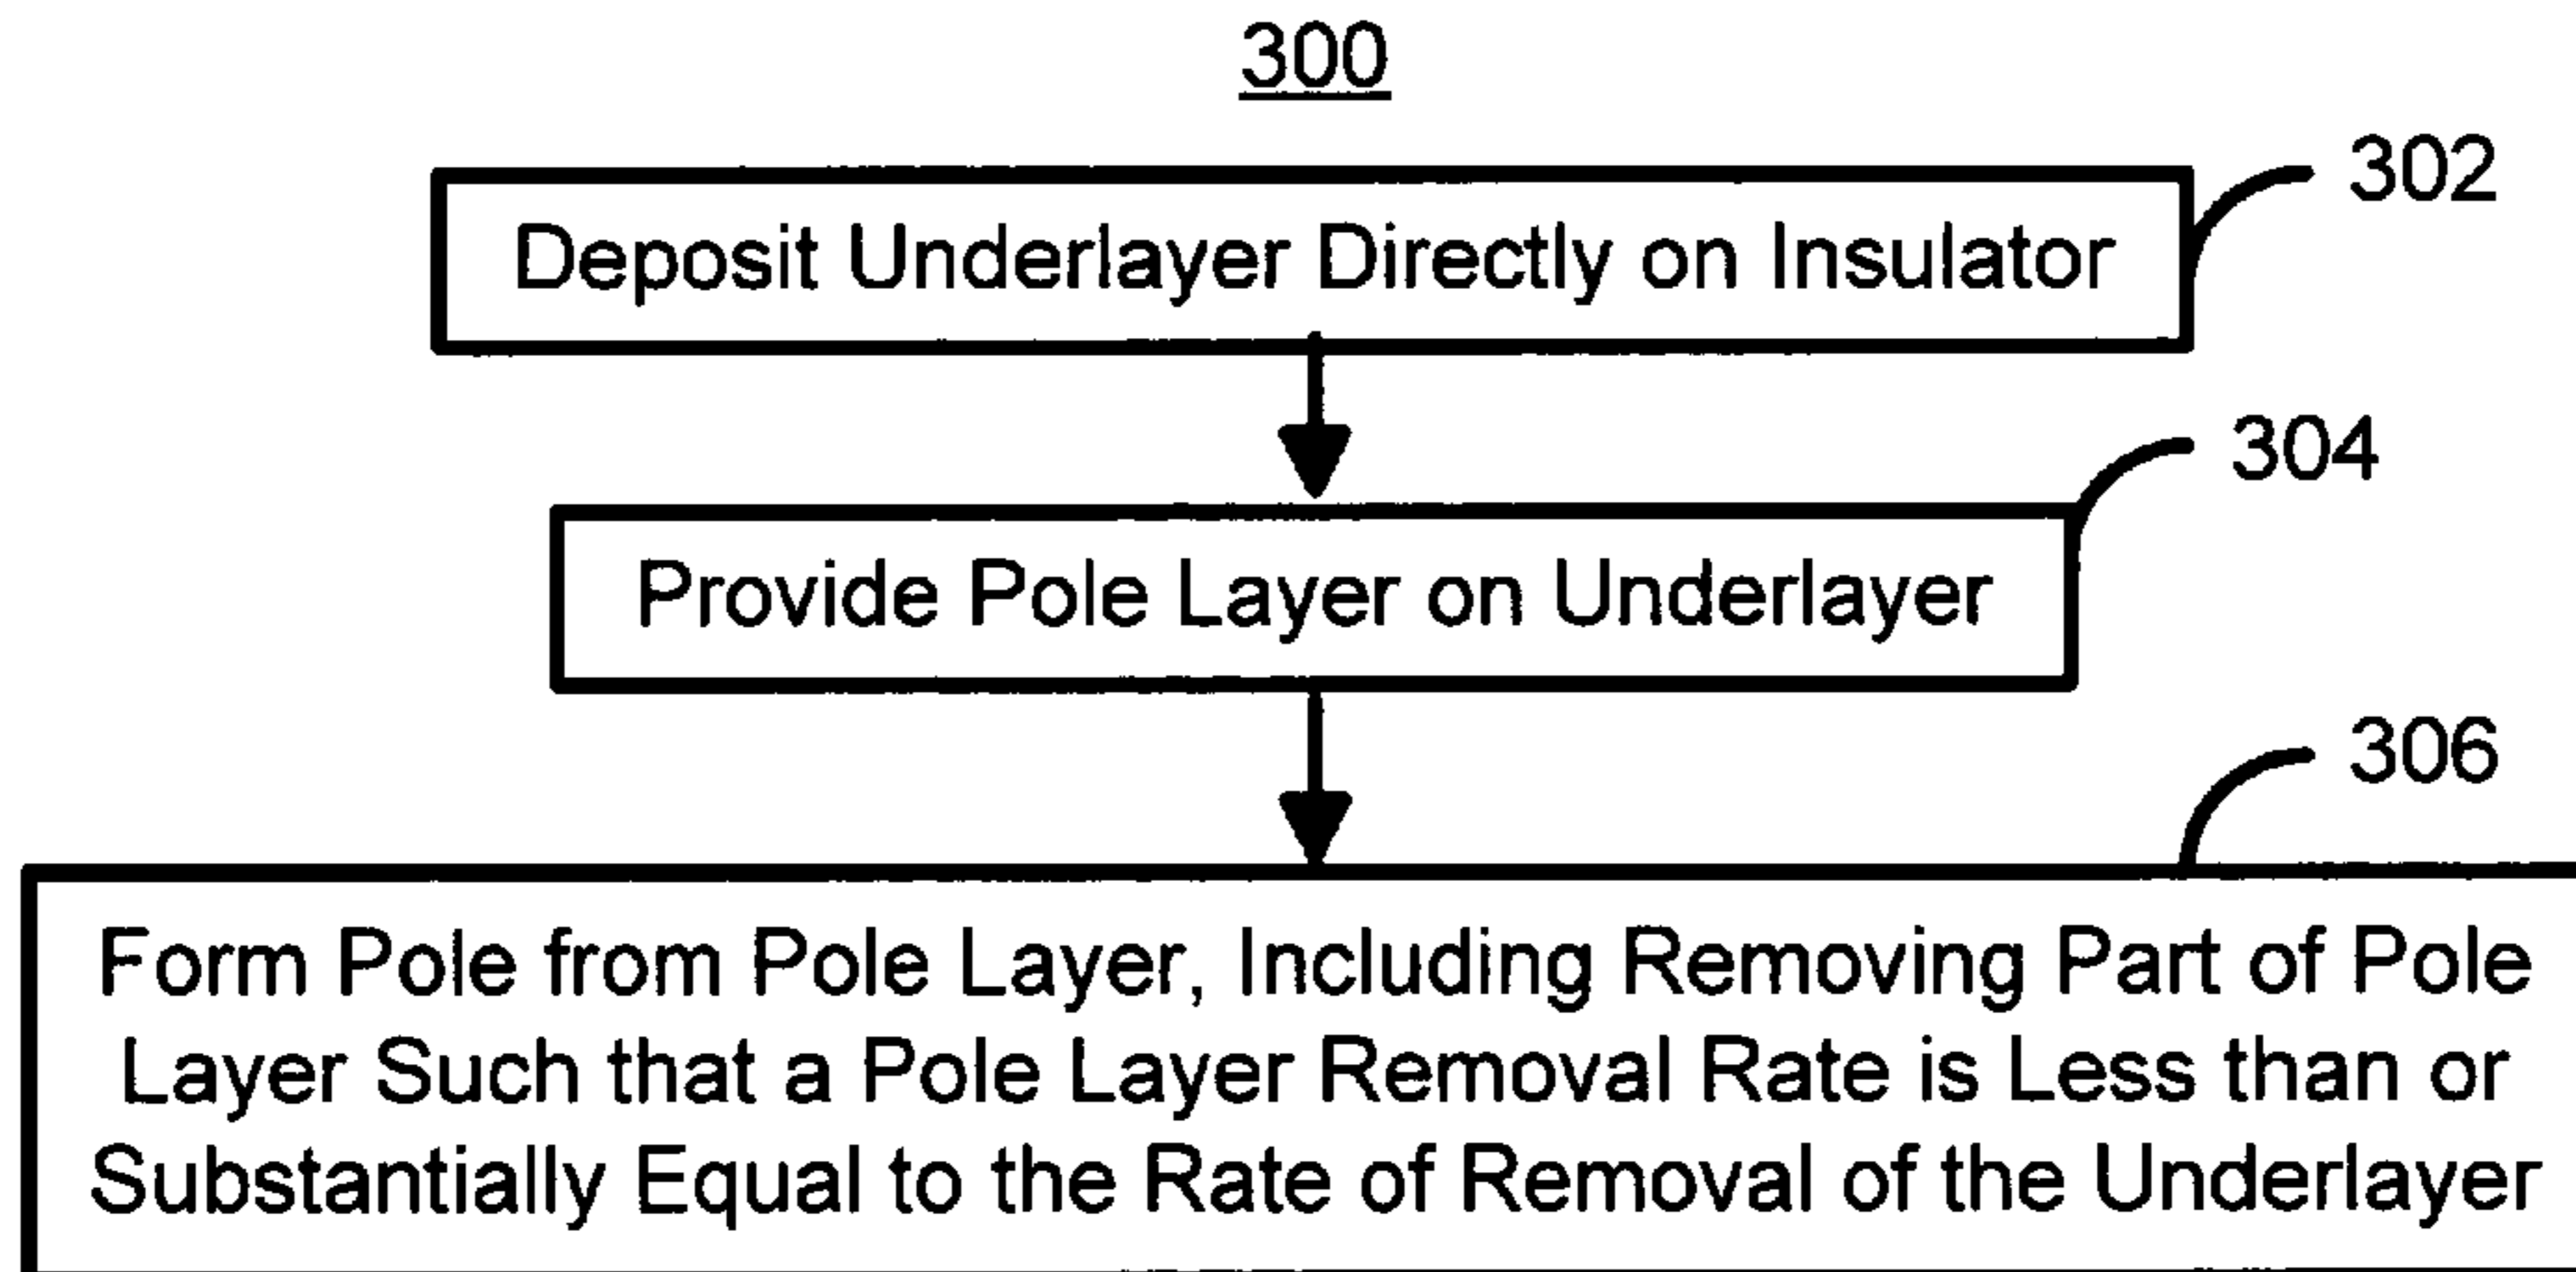 300
302
Deposit Underlayer Directly on Insulator
304
Provide Pole Layer on Underlayer
306
Form Pole from Pole Layer, Including Removing Part of Pole
Layer Such that a Pole Layer Removal Rate is Less than or
Substantially Equal to the Rate of Removal of the Underlayer